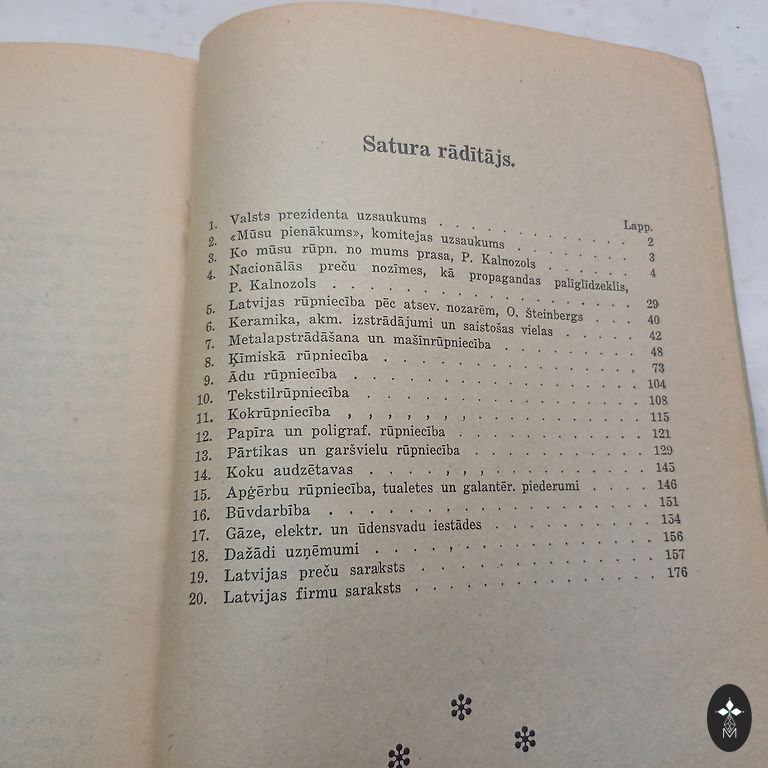 Satura rādītājs.
Lapp.
1. Valsts prezidenta uzsaukums . . . . . . . . . . . 2
2. «Mūsu pienākums», komitejas uzsaukums . . . . . . . 3
3. Ko mūsu rūpn. no mums prasa, P. Kalnozols . . . . . 4
4. Nacionālās preču nozīmes, kā propagandas palīglīdzeklis,
P. Kalnozols . . . . . . . . . . . . . . . . 29
5. Latvijas rūpniecība pēc atsev. nozarēm, O. Šteinbergs . . . 40
6. Keramika, akm. izstrādājumi un saistošas vielas . . . . 42
7. Metalapstrādāšana un mašīnrūpniecība . . . . . . . 48
8. Ķīmiskā rūpniecība . . . . . . . . . . . . . 73
9. Ādu rūpniecība . . . . . . . . . . . . . . . 104
10. Tekstilrūpniecība . . . . . . . . . . . . . . 108
11. Kokrūpniecība , , , , , , . . . . . . . . . 115
12. Papīra un poligraf. rūpniecība . . . . . . . . . . 121
13. Pārtikas un garšvielu rūpniecība . . . . . . . . . 129
14. Koku audzētavas . . . . , , , . . . . . . . 145
15. Apģērbu rūpniecība, tualetes un galantēr. piederumi . . . . 146
16. Būvdarbība . . . . . . . . . . . . . . . . 151
17. Gāze, elektr. un ūdensvadu iestādes . . . . . . . . 154
18. Dažādi uzņēmumi . . . . , . . . . . . . . . 156
19. Latvijas preču saraksts . . . . . . . . . . . . 157
20. Latvijas firmu saraksts . . . . . . . . . . . . 176
M